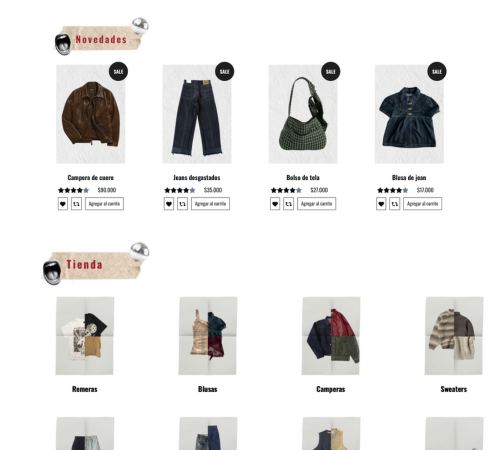 Novedades
SALE SALE SALE SALE
Campera de cuero Jeans desgastados Bolso de tela Blusa de jean
$90.000 $35.000 $27.000 $17.000
Agregar al carrito Agregar al carrito Agregar al carrito Agregar al carrito
Tienda
Remeras Blusas Camperas Sweaters